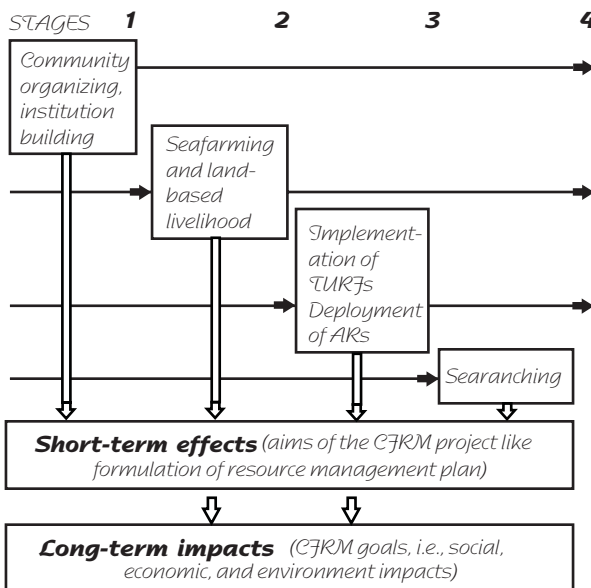 STAGES 1 2 3 4
Community
organizing,
institution
building
Seafarming
and land-
based
livelihood
Implement-
ation of
TURFs
Deployment
of ARs
Searanching
Short-term effects (aims of the CFRM project like
formulation of resource management plan)
Long-term impacts (CFRM goals, i.e., social,
economic, and environment impacts)